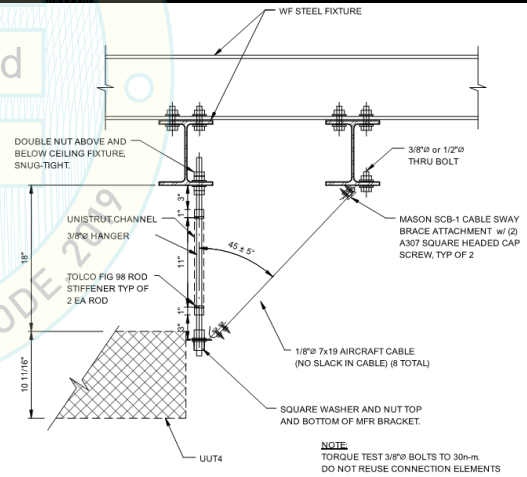 WF STEEL FIXTURE
d
DOUBLE NUT ABOVE AND
BELOW CEILING FIXTURE,
SNUG-TIGHT.
3/8"Ø or 1/2"Ø
THRU BOLT
3"
1"
UNISTRUT CHANNEL
3/8"Ø HANGER
MASON SCB-1 CABLE SWAY
BRACE ATTACHMENT w/ (2)
A307 SQUARE HEADED CAP
SCREW, TYP OF 2
45 ± 5°
18"
11"
TOLCO FIG 98 ROD
STIFFENER TYP OF
2 EA ROD
1"
3"
ODE, 2019
1/8"Ø 7x19 AIRCRAFT CABLE
(NO SLACK IN CABLE) (8 TOTAL)
10 11/16"
SQUARE WASHER AND NUT TOP
AND BOTTOM OF MFR BRACKET.
UUT4
NOTE:
TORQUE TEST 3/8"Ø BOLTS TO 30n-m.
DO NOT REUSE CONNECTION ELEMENTS